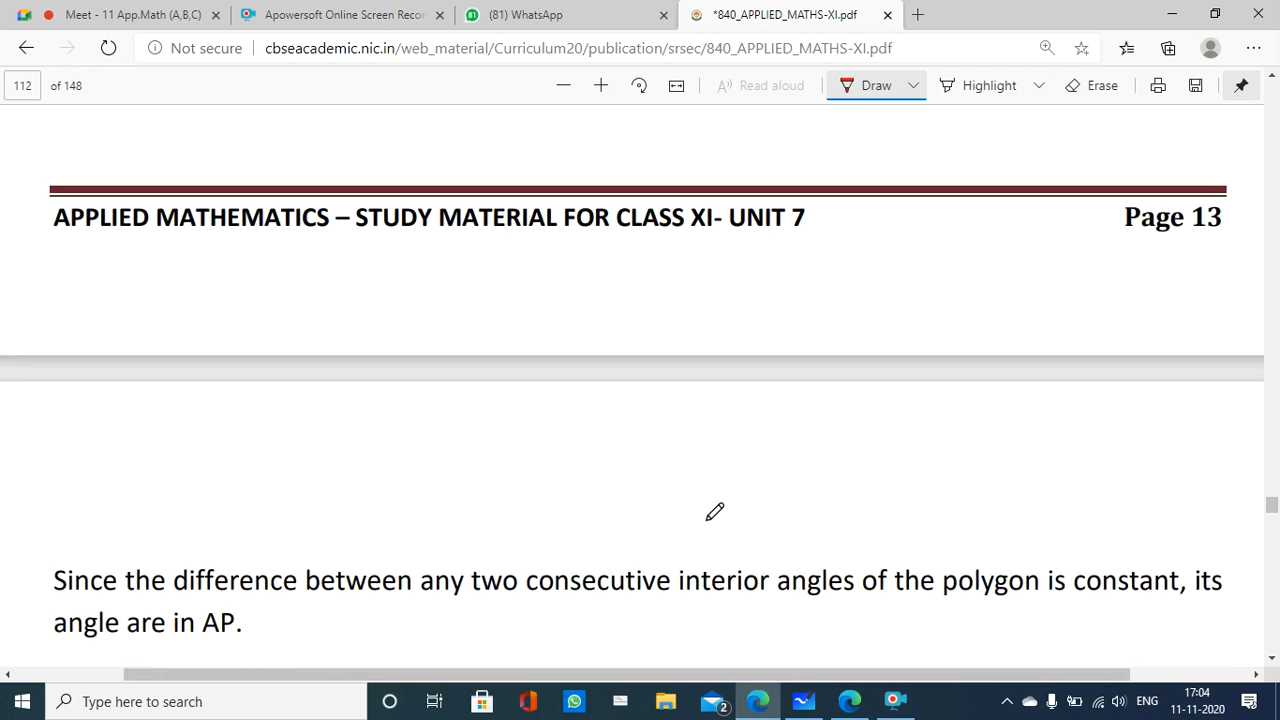 Meet - 11 App.Math (A,B,C)
Apowersoft Online Screen Recor
(81) WhatsApp
*840_APPLIED_MATHS-XI.pdf
Not secure
cbseacademic.nic.in/web_material/Curriculum20/publication/srsec/840_APPLIED_MATHS-XI.pdf
112 of 148
Read aloud
Draw
Highlight
Erase
APPLIED MATHEMATICS – STUDY MATERIAL FOR CLASS XI- UNIT 7 Page 13
Since the difference between any two consecutive interior angles of the polygon is constant, its
angle are in AP.
Type here to search
2
ENG
17:04
11-11-2020